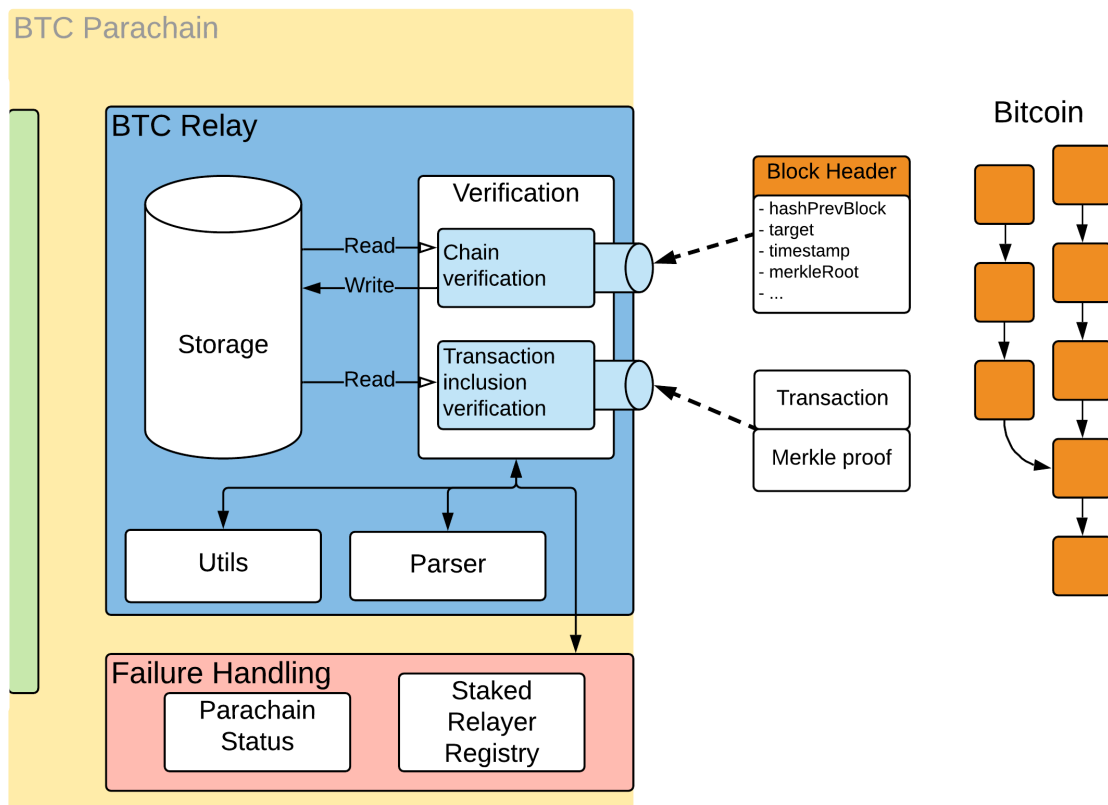 BTC Parachain
BTC Relay
Bitcoin
Verification
Block Header
- hashPrevBlock
- target
- timestamp
- merkleRoot
- ...
Read
Chain
verification
Write
Storage
Read
Transaction
inclusion
verification
Transaction
Merkle proof
Utils
Parser
Failure Handling
Parachain
Status
Staked
Relayer
Registry